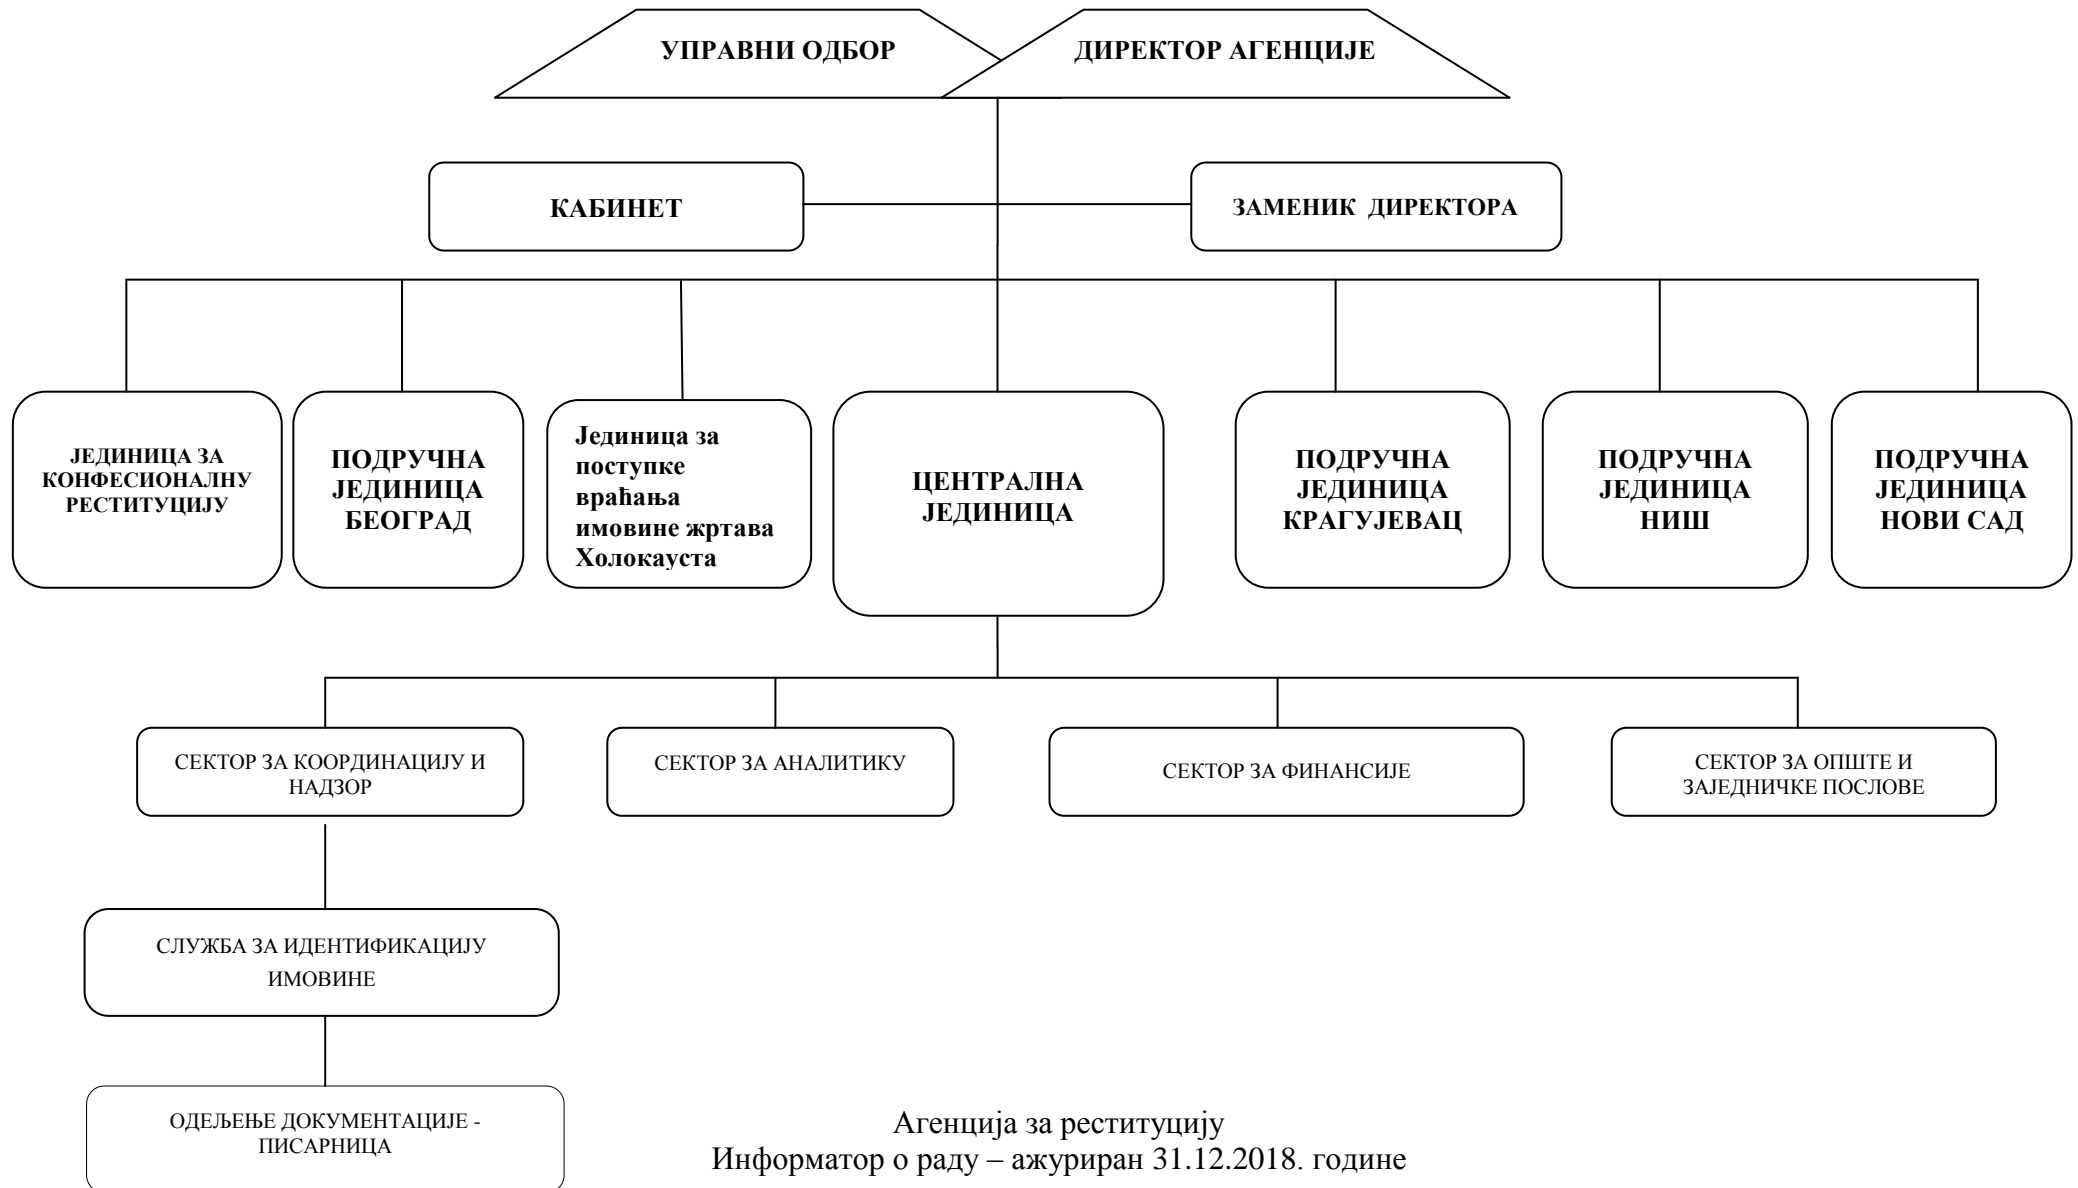 УПРАВНИ ОДБОР
ДИРЕКТОР АГЕНЦИЈЕ
КАБИНЕТ
ЗАМЕНИК ДИРЕКТОРА
ЈЕДИНИЦА ЗА
КОНФЕСИОНАЛНУ
РЕСТИТУЦИЈУ
ПОДРУЧНА
ЈЕДИНИЦА
БЕОГРАД
Јединица за
поступке
враћања
имовине жртава
Холокауста
ЦЕНТРАЛНА
ЈЕДИНИЦА
ПОДРУЧНА
ЈЕДИНИЦА
КРАГУЈЕВАЦ
ПОДРУЧНА
ЈЕДИНИЦА
НИШ
ПОДРУЧНА
ЈЕДИНИЦА
НОВИ САД
СЕКТОР ЗА КООРДИНАЦИЈУ И
НАДЗОР
СЕКТОР ЗА АНАЛИТИКУ
СЕКТОР ЗА ФИНАНСИЈЕ
СЕКТОР ЗА ОПШТЕ И
ЗАЈЕДНИЧКЕ ПОСЛОВЕ
СЛУЖБА ЗА ИДЕНТИФИКАЦИЈУ
ИМОВИНЕ
ОДЕЉЕЊЕ ДОКУМЕНТАЦИЈЕ -
ПИСАРНИЦА
Агенција за реституцију
Информатор о раду – ажуриран 31.12.2018. године